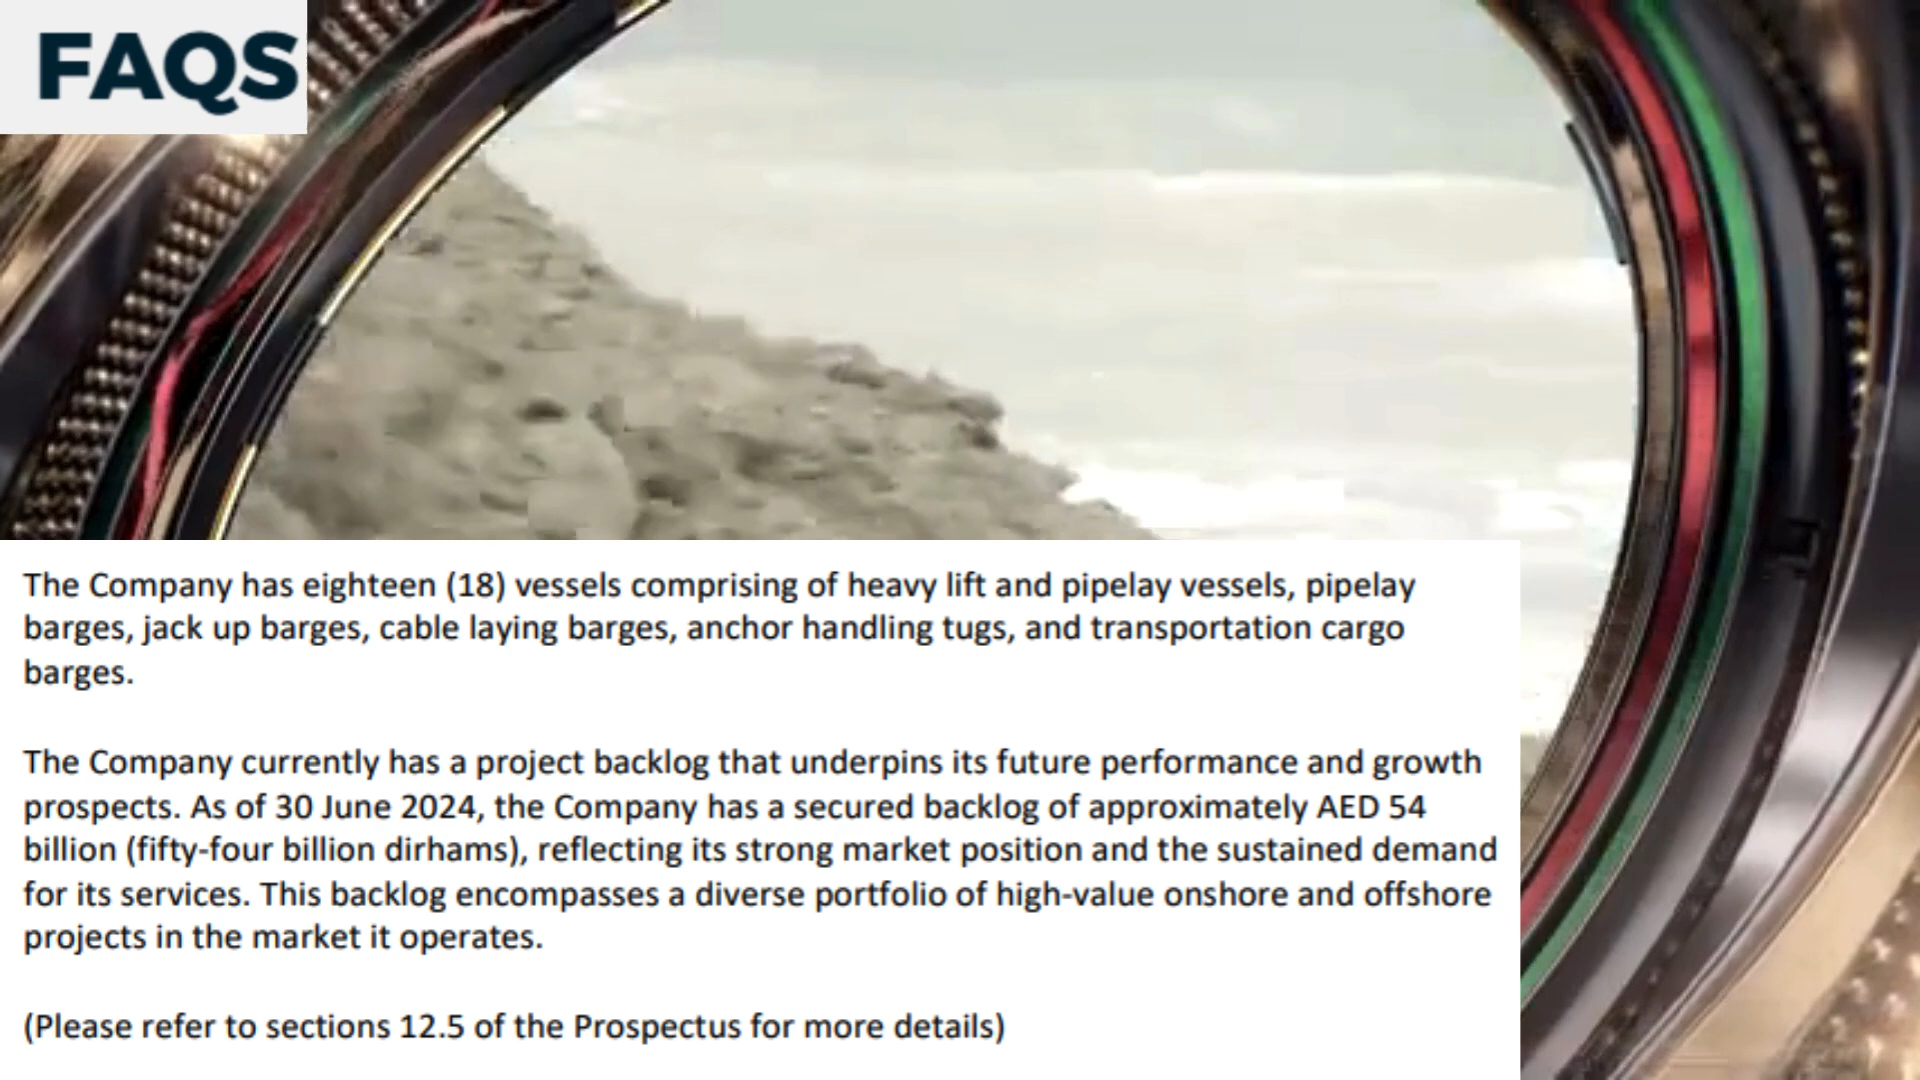 FAQS
The Company has eighteen (18) vessels comprising of heavy lift and pipelay vessels, pipelay
barges, jack up barges, cable laying barges, anchor handling tugs, and transportation cargo
barges.
The Company currently has a project backlog that underpins its future performance and growth
prospects. As of 30 June 2024, the Company has a secured backlog of approximately AED 54
billion (fifty-four billion dirhams), reflecting its strong market position and the sustained demand
for its services. This backlog encompasses a diverse portfolio of high-value onshore and offshore
projects in the market it operates.
(Please refer to sections 12.5 of the Prospectus for more details)